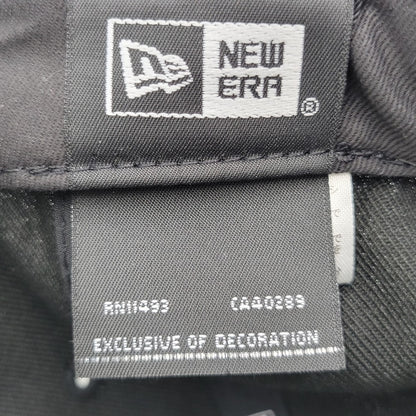 NEW
ERA
®
RN11493 CA40289
EXCLUSIVE OF DECORATION